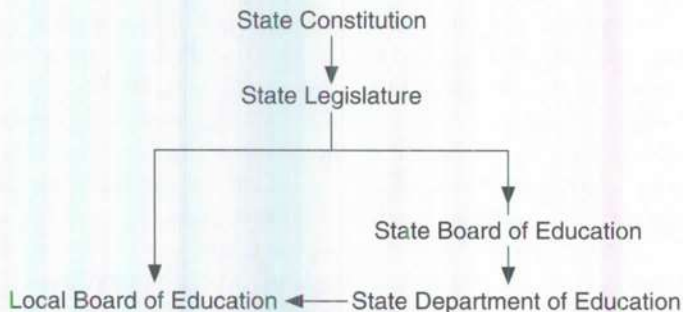 State Constitution
State Legislature
State Board of Education
Local Board of Education
State Department of Education